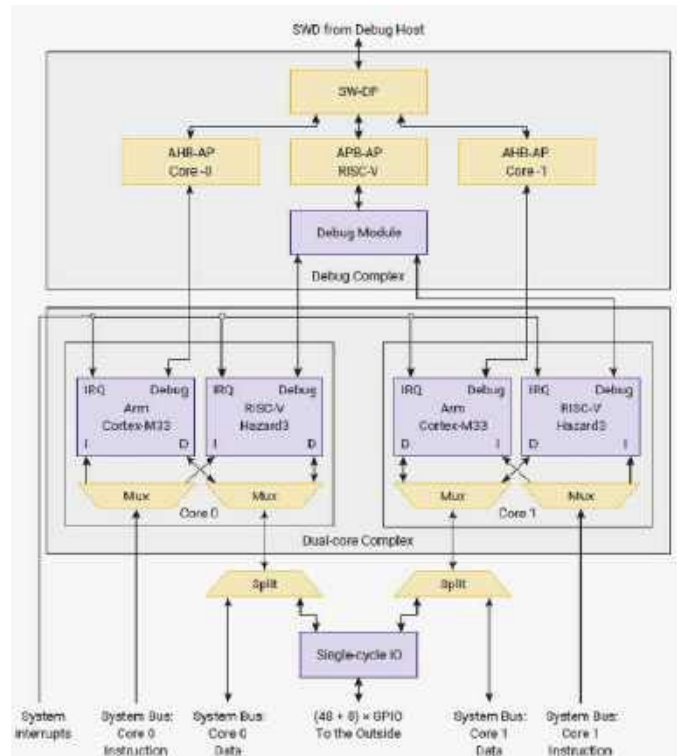 SWD from Debug Host
SW-DP
AHB-AP
Core -0
APB-AP
RISC-V
AHB-AP
Core -1
Debug Module
Debug Complex
IRQ Debug
Arm
Cortex-M33
I D
IRQ Debug
RISC-V
Hazard3
I D
IRQ Debug
Arm
Cortex-M33
D I
IRQ Debug
RISC-V
Hazard3
D I
Mux
Mux
Core 0
Mux
Mux
Core 1
Dual-core Complex
Split
Split
Single-cycle IO
System
Interrupts
System Bus:
Core 0
Instruction
System Bus:
Core 0
Data
(48 + 8) × GPIO
To the Outside
System Bus:
Core 1
Data
System Bus:
Core 1
Instruction